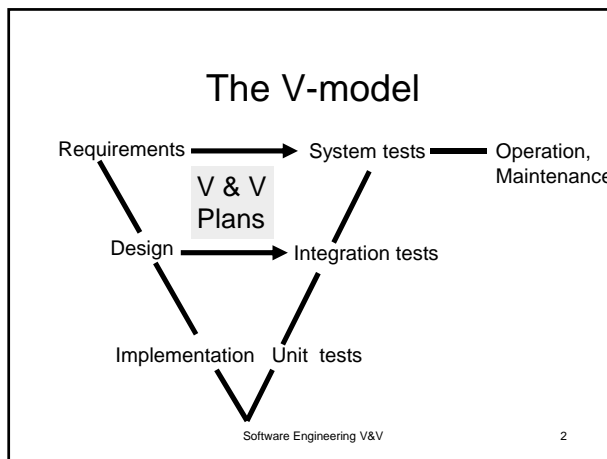 The V-model
Requirements System tests Operation,
Maintenance
V & V
Plans
Design Integration tests
Implementation Unit tests
Software Engineering V&V 2